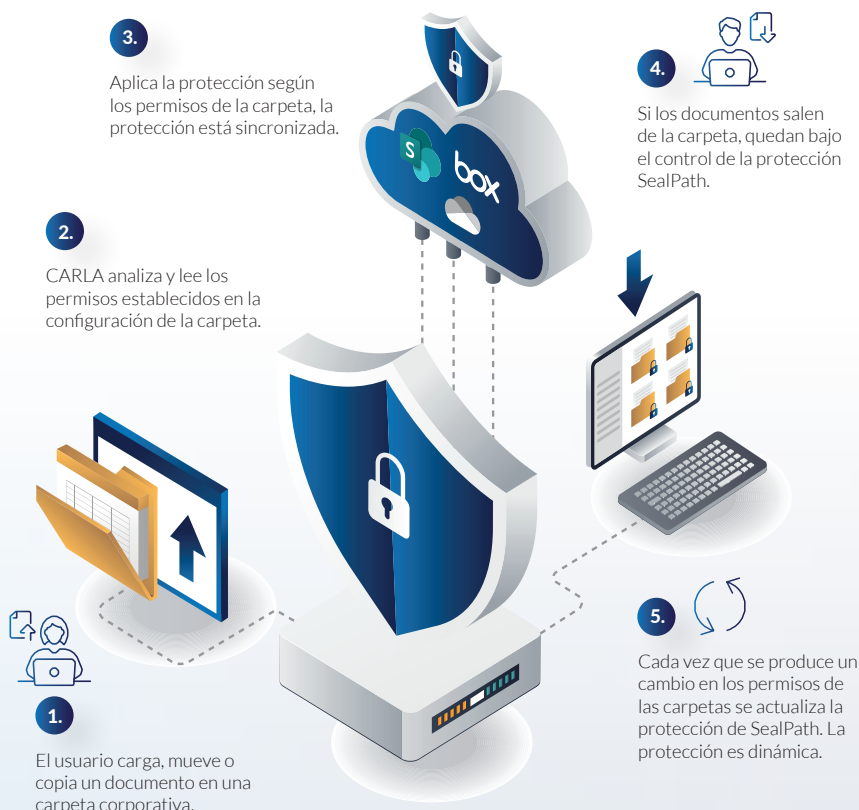 1.
El usuario carga, mueve o
copia un documento en una
carpeta corporativa.
2.
CARLA analiza y lee los
permisos establecidos en la
configuración de la carpeta.
3.
Aplica la protección según
los permisos de la carpeta, la
protección está sincronizada.
S
box
4.
Si los documentos salen
de la carpeta, quedan bajo
el control de la protección
SealPath.
5.
Cada vez que se produce un
cambio en los permisos de
las carpetas se actualiza la
protección de SealPath. La
protección es dinámica.